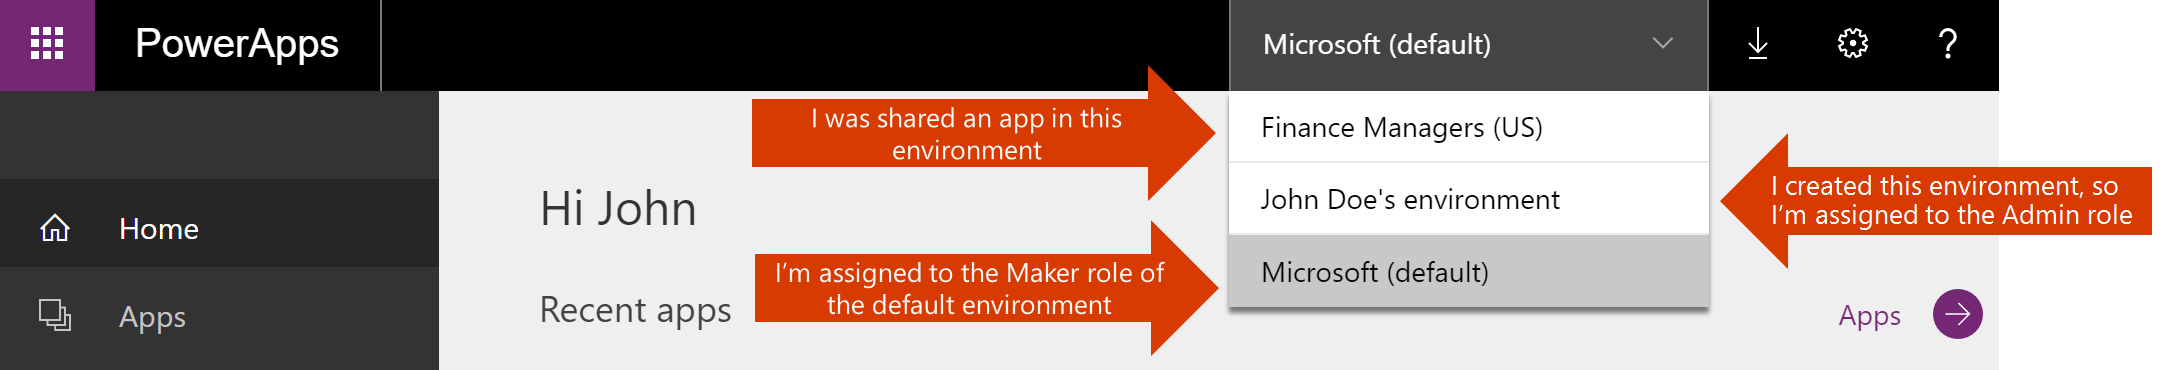 PowerApps
Microsoft (default)
?
I was shared an app in this
environment
Finance Managers (US)
I created this environment, so
I’m assigned to the Admin role
John Doe's environment
Hi John
Home
I’m assigned to the Maker role of
the default environment
Microsoft (default)
Recent apps
Apps
Apps